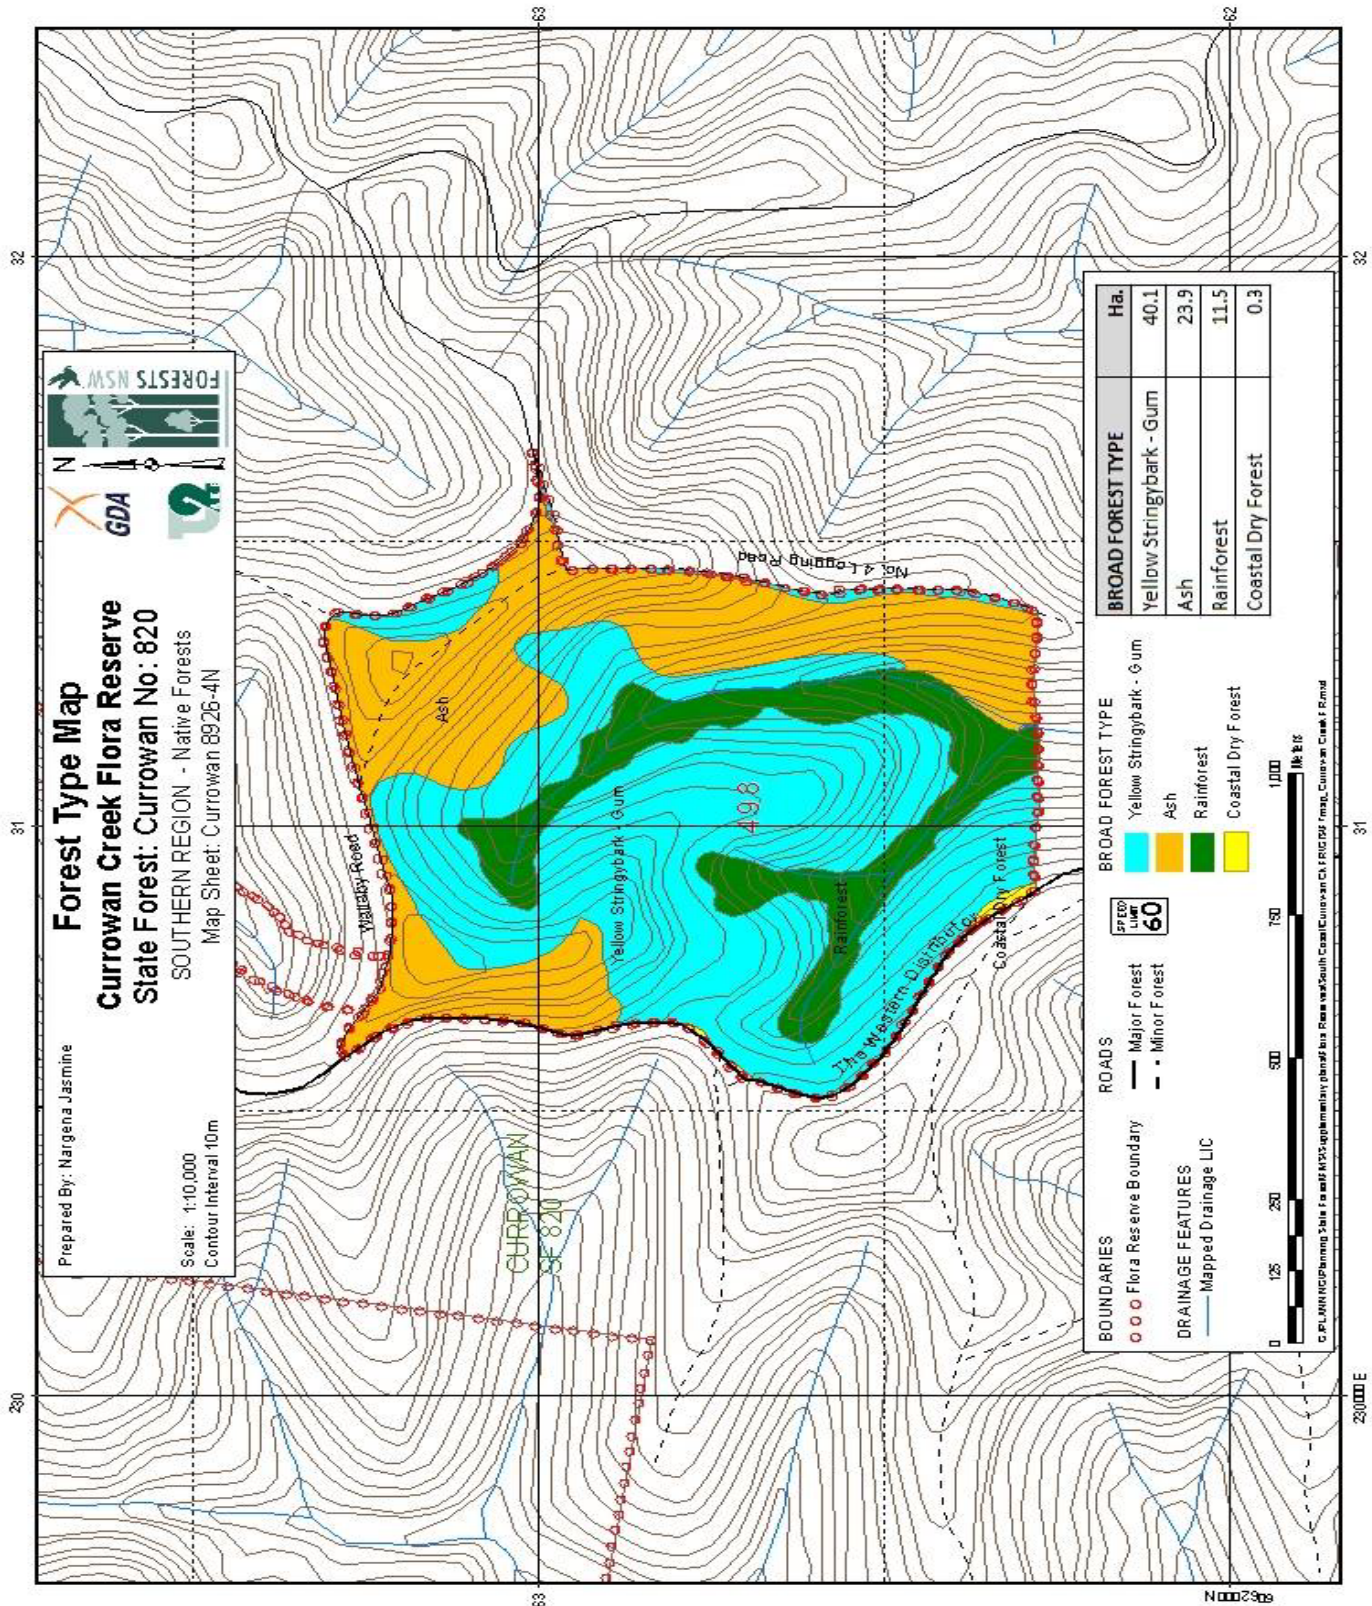 Forest Type Map
Currowan Creek Flora Reserve
State Forest: Currowan No: 820
SOUTHERN REGION - Native Forests
Map Sheet: Currowan 8926-4N
Prepared By: Nargena Jasmine
Scale: 1:10,000
Contour Interval 10m
GDA
N
FORESTS NSW
230
31
32
63
63
62
62
230000 E
31
32
Wallaby Road
Ash
No. 4 Logging Road
Yellow Stringybark - Gum
49.8
Rainforest
The Western Distributor
Coastal Dry Forest
CURROWAN
SF 820
BOUNDARIES
Flora Reserve Boundary
DRAINAGE FEATURES
Mapped Drainage LIC
ROADS
Major Forest
Minor Forest
SPEED
LIMIT
60
BROAD FOREST TYPE
Yellow Stringybark - Gum
Ash
Rainforest
Coastal Dry Forest
BROAD FOREST TYPE Ha.
Yellow Stringybark - Gum 40.1
Ash 23.9
Rainforest 11.5
Coastal Dry Forest 0.3
0 125 250 500 750 1,000
Meters